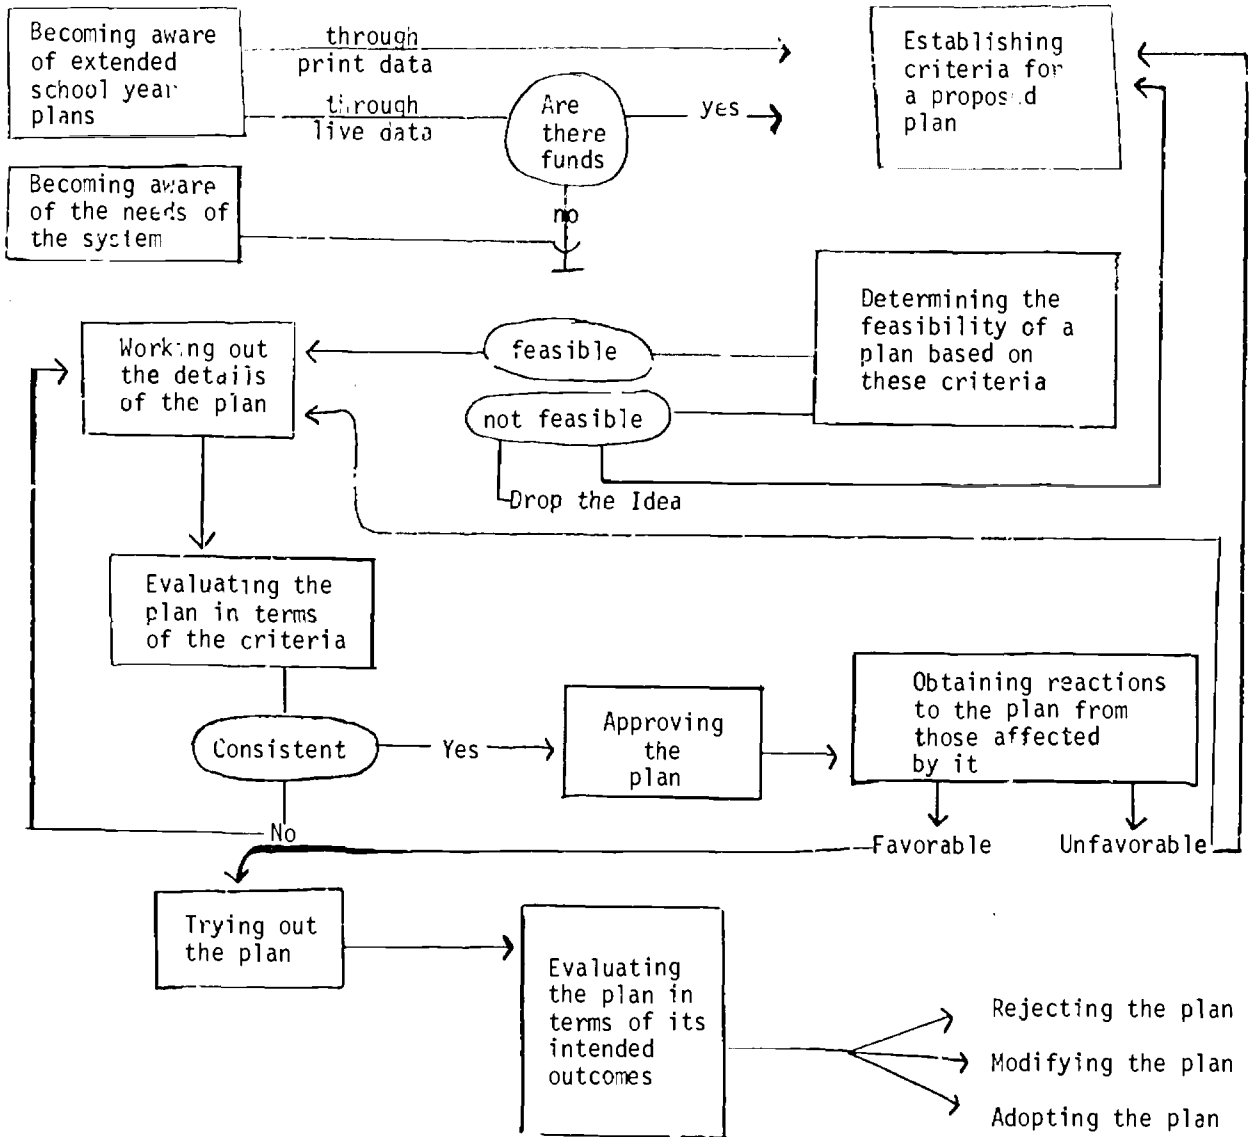 Becoming aware
of extended
school year
plans
through
print data
through
live data
Are
there
funds
yes
no
Establishing
criteria for
a proposed
plan
Becoming aware
of the needs of
the system
Determining the
feasibility of a
plan based on
these criteria
feasible
not feasible
Drop the Idea
Working out
the details
of the plan
Evaluating the
plan in terms
of the criteria
Consistent
Yes
No
Approving
the
plan
Obtaining reactions
to the plan from
those affected
by it
Favorable
Unfavorable
Trying out
the plan
Evaluating
the plan in
terms of its
intended
outcomes
Rejecting the plan
Modifying the plan
Adopting the plan